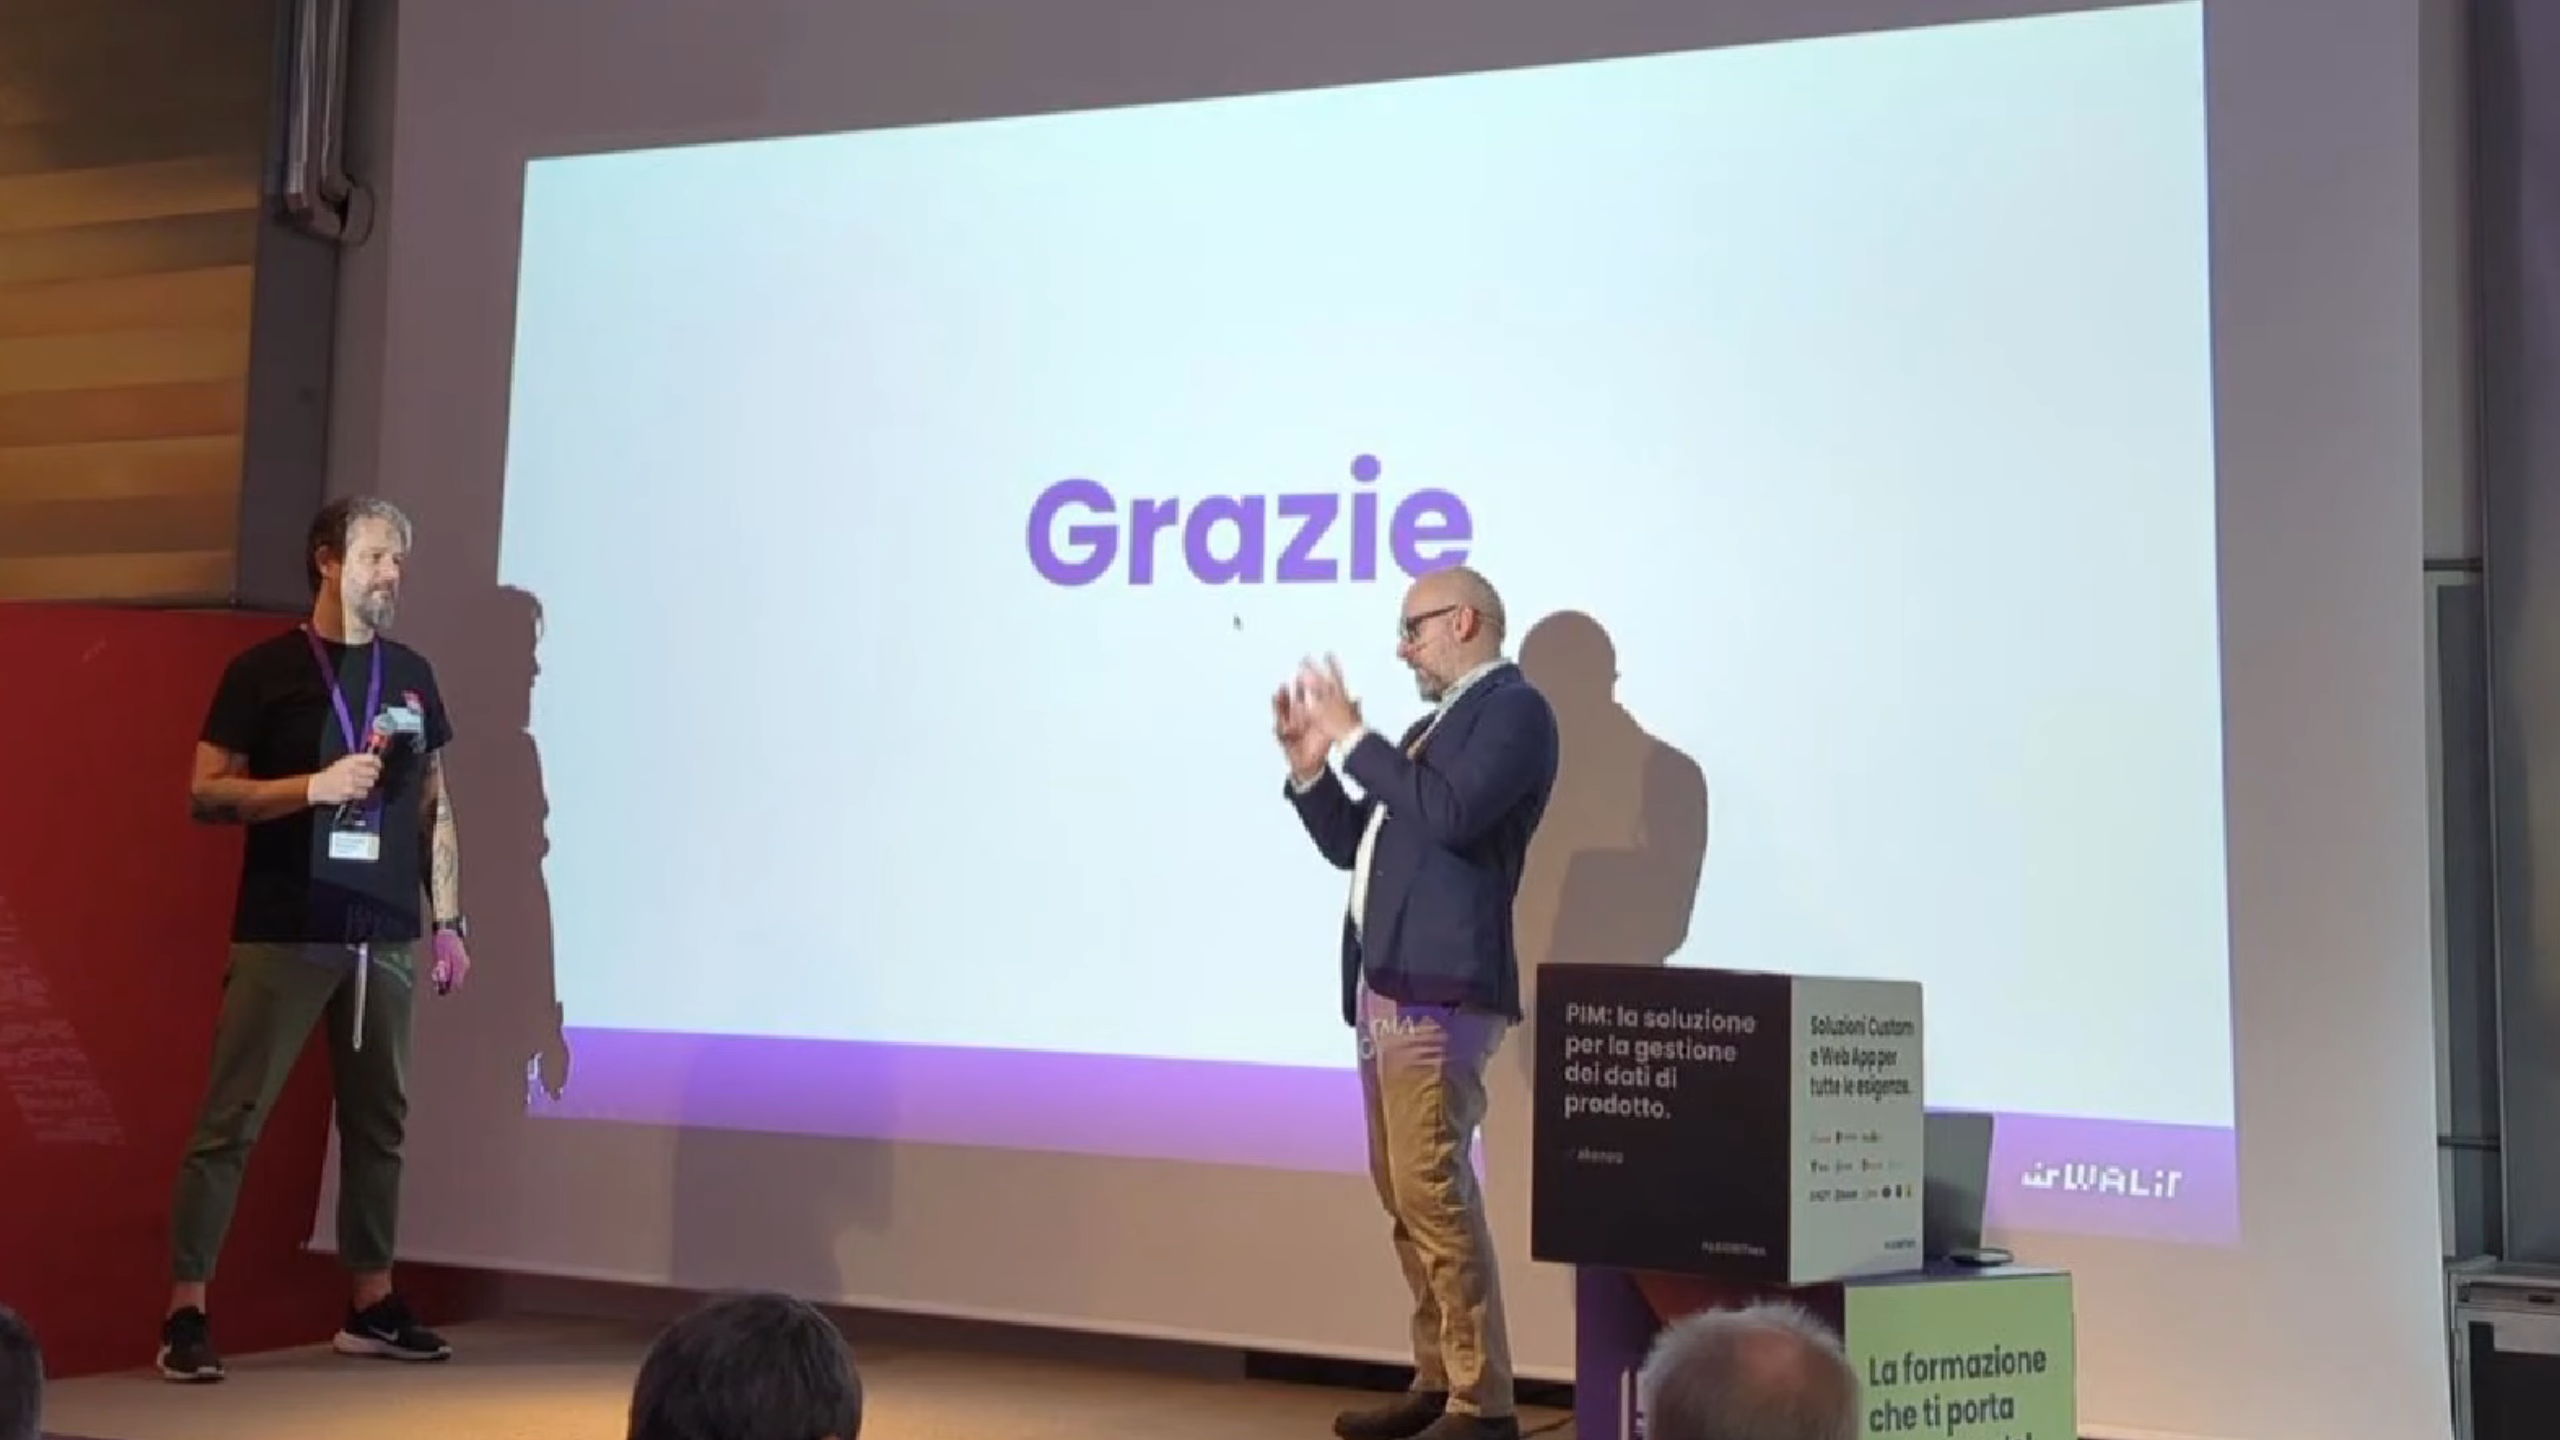 Grazie
WALiT
PIM: la soluzione
per la gestione
dei dati di
prodotto.
akeneo
Soluzioni Custom
e Web App per
tutte le esigenze.
La formazione
che ti porta